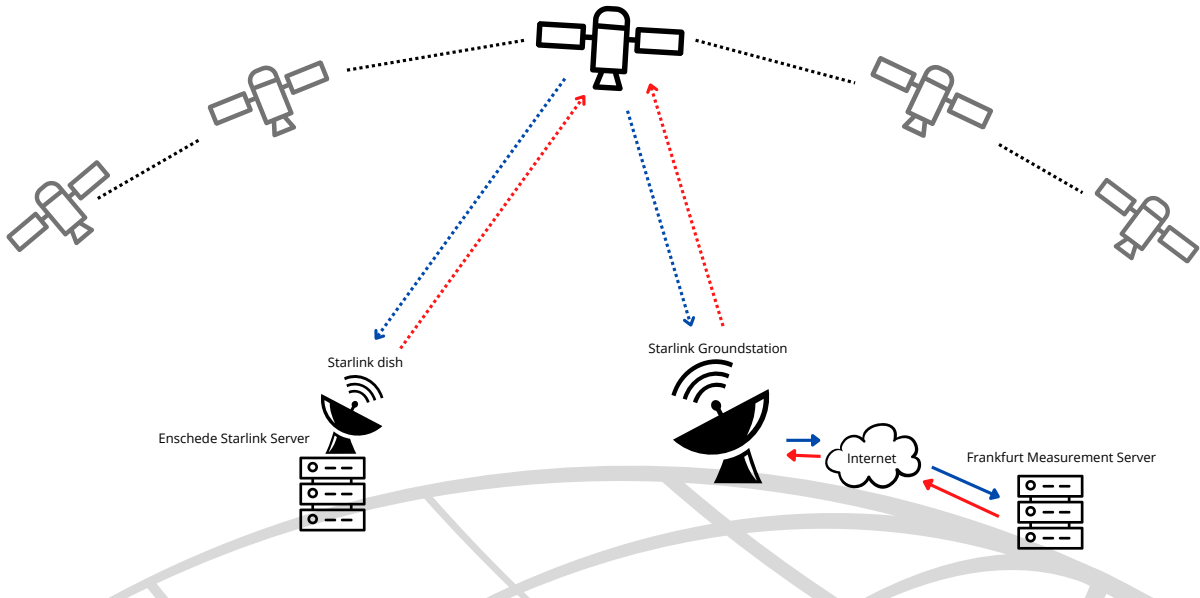 Starlink Groundstation
Starlink dish
Enschede Starlink Server
Internet
Frankfurt Measurement Server